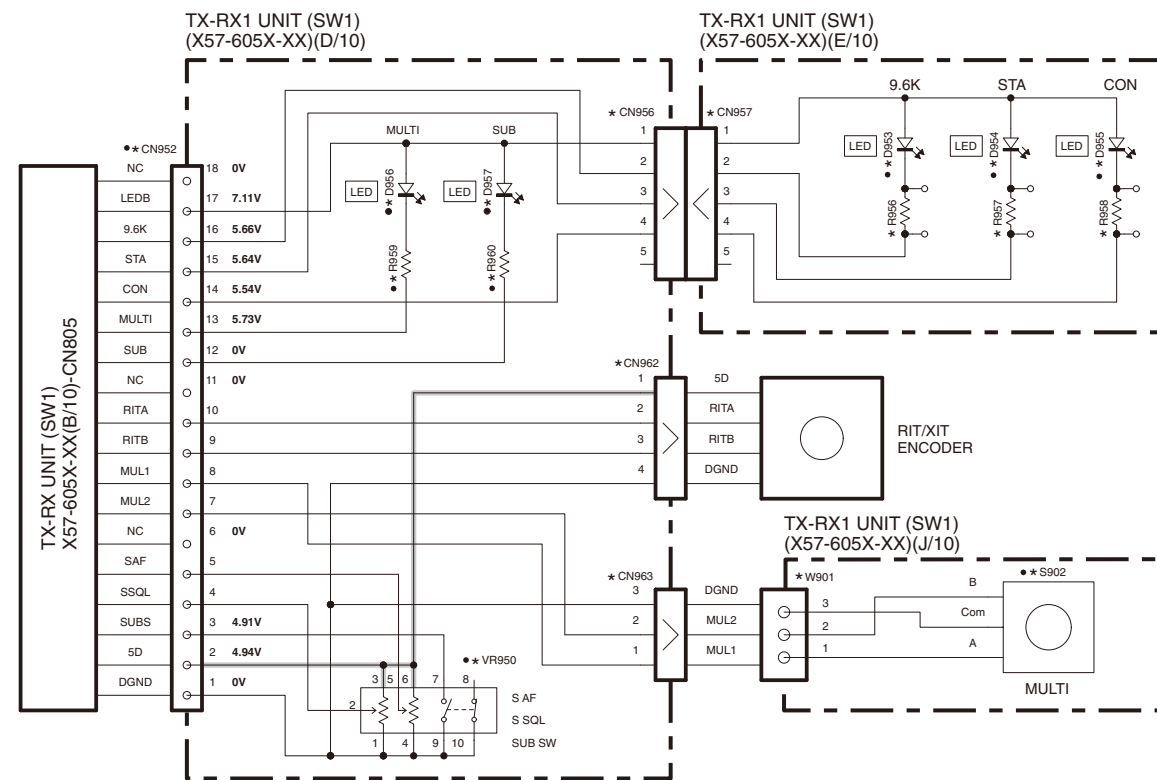 TX-RX1 UNIT (SW1)
(X57-605X-XX)(D/10)
TX-RX1 UNIT (SW1)
(X57-605X-XX)(E/10)
●*CN952
TX-RX UNIT (SW1)
X57-605X-XX(B/10)-CN805
NC 18 0V
LEDB 17 7.11V
9.6K 16 5.66V
STA 15 5.64V
CON 14 5.54V
MULTI 13 5.73V
SUB 12 0V
NC 11 0V
RITA 10
RITB 9
MUL1 8
MUL2 7
NC 6 0V
SAF 5
SSQL 4
SUBS 3 4.91V
5D 2 4.94V
DGND 1 0V
MULTI SUB
LED ●*D956
LED ●*D957
●*R959
●*R960
*CN956
1
2
3
4
5
*CN957
1
2
3
4
5
9.6K STA CON
LED ●*D953
LED ●*D954
LED ●*D955
*R956
*R957
*R958
*CN962
1 5D
2 RITA
3 RITB
4 DGND
RIT/XIT
ENCODER
*CN963
3 DGND
2 MUL2
1 MUL1
TX-RX1 UNIT (SW1)
(X57-605X-XX)(J/10)
*W901
3
2
1
B
Com
A
●*S902
MULTI
●*VR950
3 5 6 7 8
2
1 4 9 10
S AF
S SQL
SUB SW